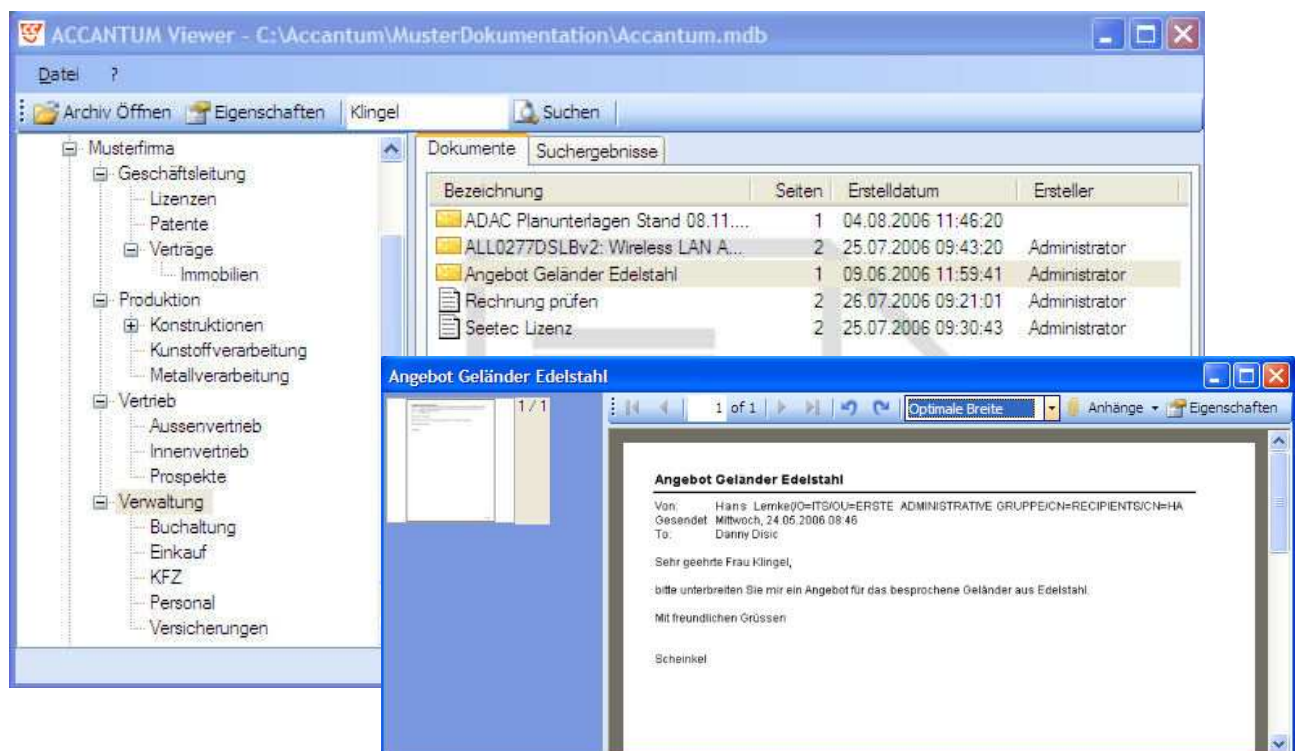 ACCANTUM Viewer - C:\Accantum\MusterDokumentation\Accantum.mdb
Datei ?
Archiv Öffnen Eigenschaften Klingel Suchen
Musterfirma
Geschäftsleitung
Lizenzen
Patente
Verträge
Immobilien
Produktion
Konstruktionen
Kunstoffverarbeitung
Metallverarbeitung
Vertrieb
Aussenvertrieb
Innenvertrieb
Prospekte
Verwaltung
Buchaltung
Einkauf
KFZ
Personal
Versicherungen
Dokumente Suchergebnisse
Bezeichnung Seiten Erstelldatum Ersteller
ADAC Planunterlagen Stand 08.11.... 1 04.08.2006 11:46:20
ALL0277DSLBv2: Wireless LAN A... 2 25.07.2006 09:43:20 Administrator
Angebot Geländer Edelstahl 1 09.06.2006 11:59:41 Administrator
Rechnung prüfen 2 26.07.2006 09:21:01 Administrator
Seetec Lizenz 2 25.07.2006 09:30:43 Administrator
Angebot Geländer Edelstahl
1 / 1
1 of 1 Optimale Breite Anhänge Eigenschaften
Angebot Gelander Edelstahl
Von: Hans Lemke(/O=ITS/OU=ERSTE ADMINISTRATIVE GRUPPE/CN=RECIPIENTS/CN=HA
Gesendet Mittwoch, 24.05.2006 08:46
To: Danny Disic
Sehr geehrte Frau Klingel,
bitte unterbreiten Sie mir ein Angebot für das besprochene Geländer aus Edelstahl.
Mit freundlichen Grüssen
Scheinkel